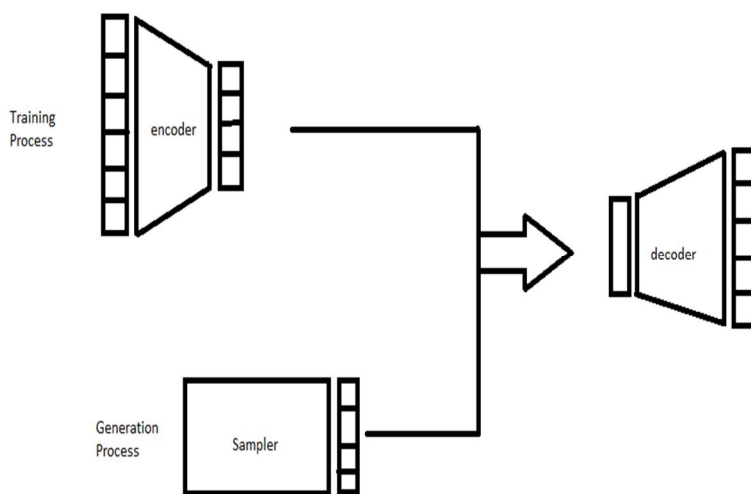 Training
Process
encoder
decoder
Generation
Process
Sampler